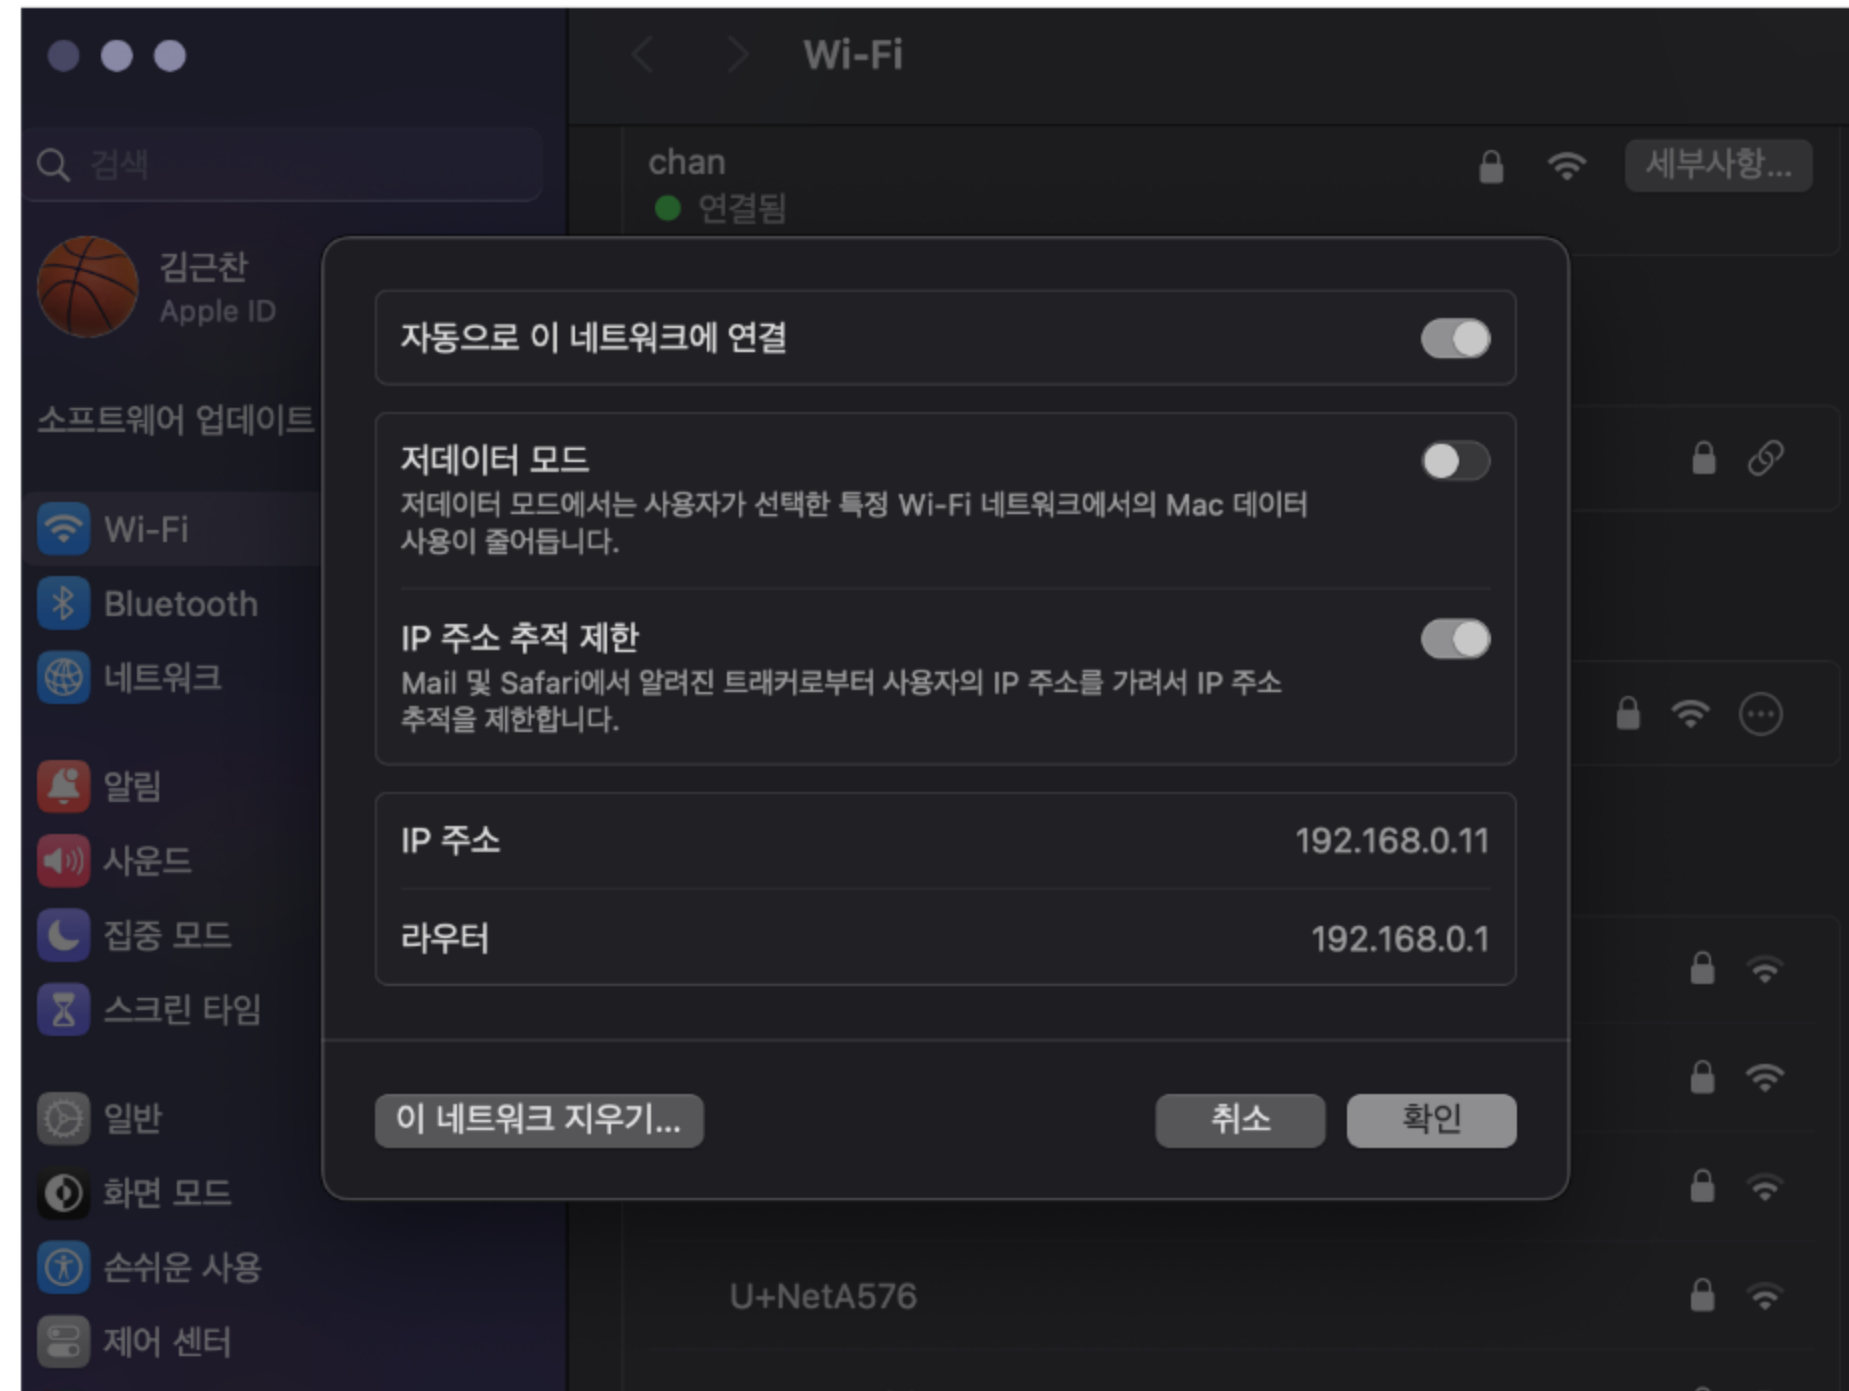 Wi-Fi
검색
chan
세부사항...
연결됨
김근찬
Apple ID
소프트웨어 업데이트
Wi-Fi
Bluetooth
네트워크
알림
사운드
집중 모드
스크린 타임
일반
화면 모드
손쉬운 사용
제어 센터
자동으로 이 네트워크에 연결
저데이터 모드
저데이터 모드에서는 사용자가 선택한 특정 Wi-Fi 네트워크에서의 Mac 데이터
사용이 줄어듭니다.
IP 주소 추적 제한
Mail 및 Safari에서 알려진 트래커로부터 사용자의 IP 주소를 가려서 IP 주소
추적을 제한합니다.
IP 주소
192.168.0.11
라우터
192.168.0.1
이 네트워크 지우기...
취소
확인
U+NetA576